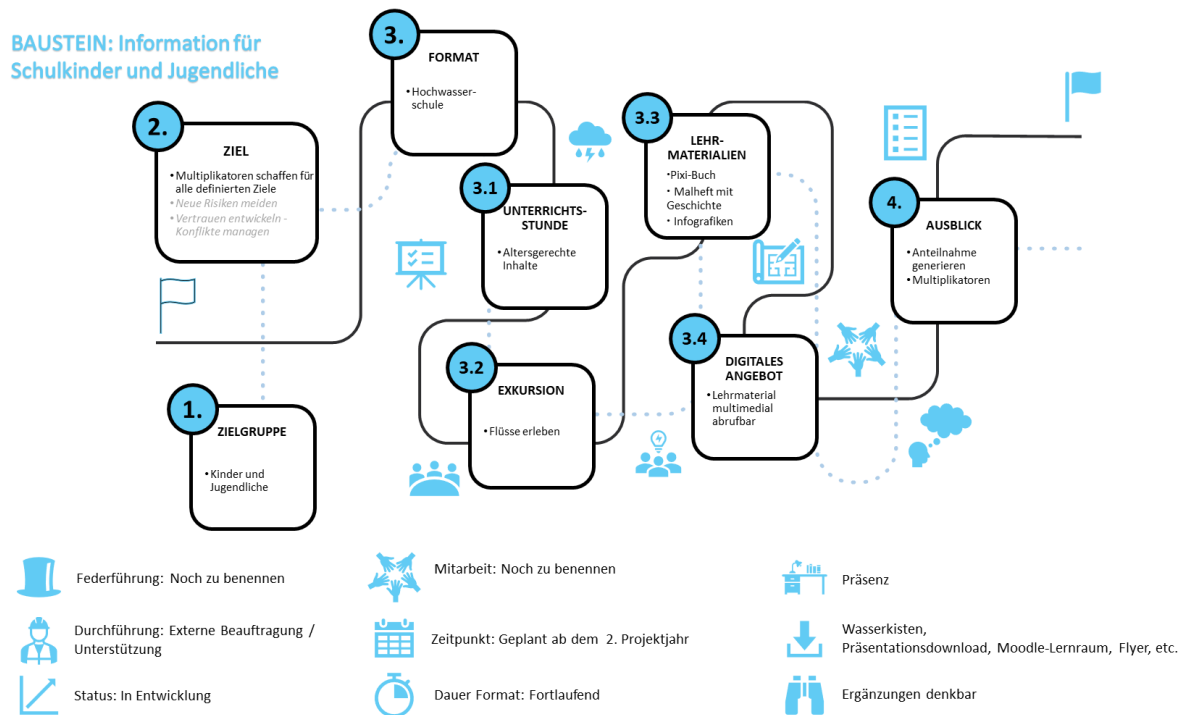 BAUSTEIN: Information für
Schulkinder und Jugendliche
1.
ZIELGRUPPE
• Kinder und
Jugendliche
2.
ZIEL
• Multiplikatoren schaffen für
alle definierten Ziele
• Neue Risiken meiden
• Vertrauen entwickeln -
Konflikte managen
3.
FORMAT
• Hochwasser-
schule
3.1
UNTERRICHTS-
STUNDE
• Altersgerechte
Inhalte
3.2
EXKURSION
• Flüsse erleben
3.3
LEHR-
MATERIALIEN
•Pixi-Buch
• Malheft mit
Geschichte
• Infografiken
3.4
DIGITALES
ANGEBOT
•Lehrmaterial
multimedial
abrufbar
4.
AUSBLICK
•Anteilnahme
generieren
• Multiplikatoren
Federführung: Noch zu benennen
Mitarbeit: Noch zu benennen
Präsenz
Durchführung: Externe Beauftragung /
Unterstützung
Zeitpunkt: Geplant ab dem 2. Projektjahr
Wasserkisten,
Präsentationsdownload, Moodle-Lernraum, Flyer, etc.
Status: In Entwicklung
Dauer Format: Fortlaufend
Ergänzungen denkbar